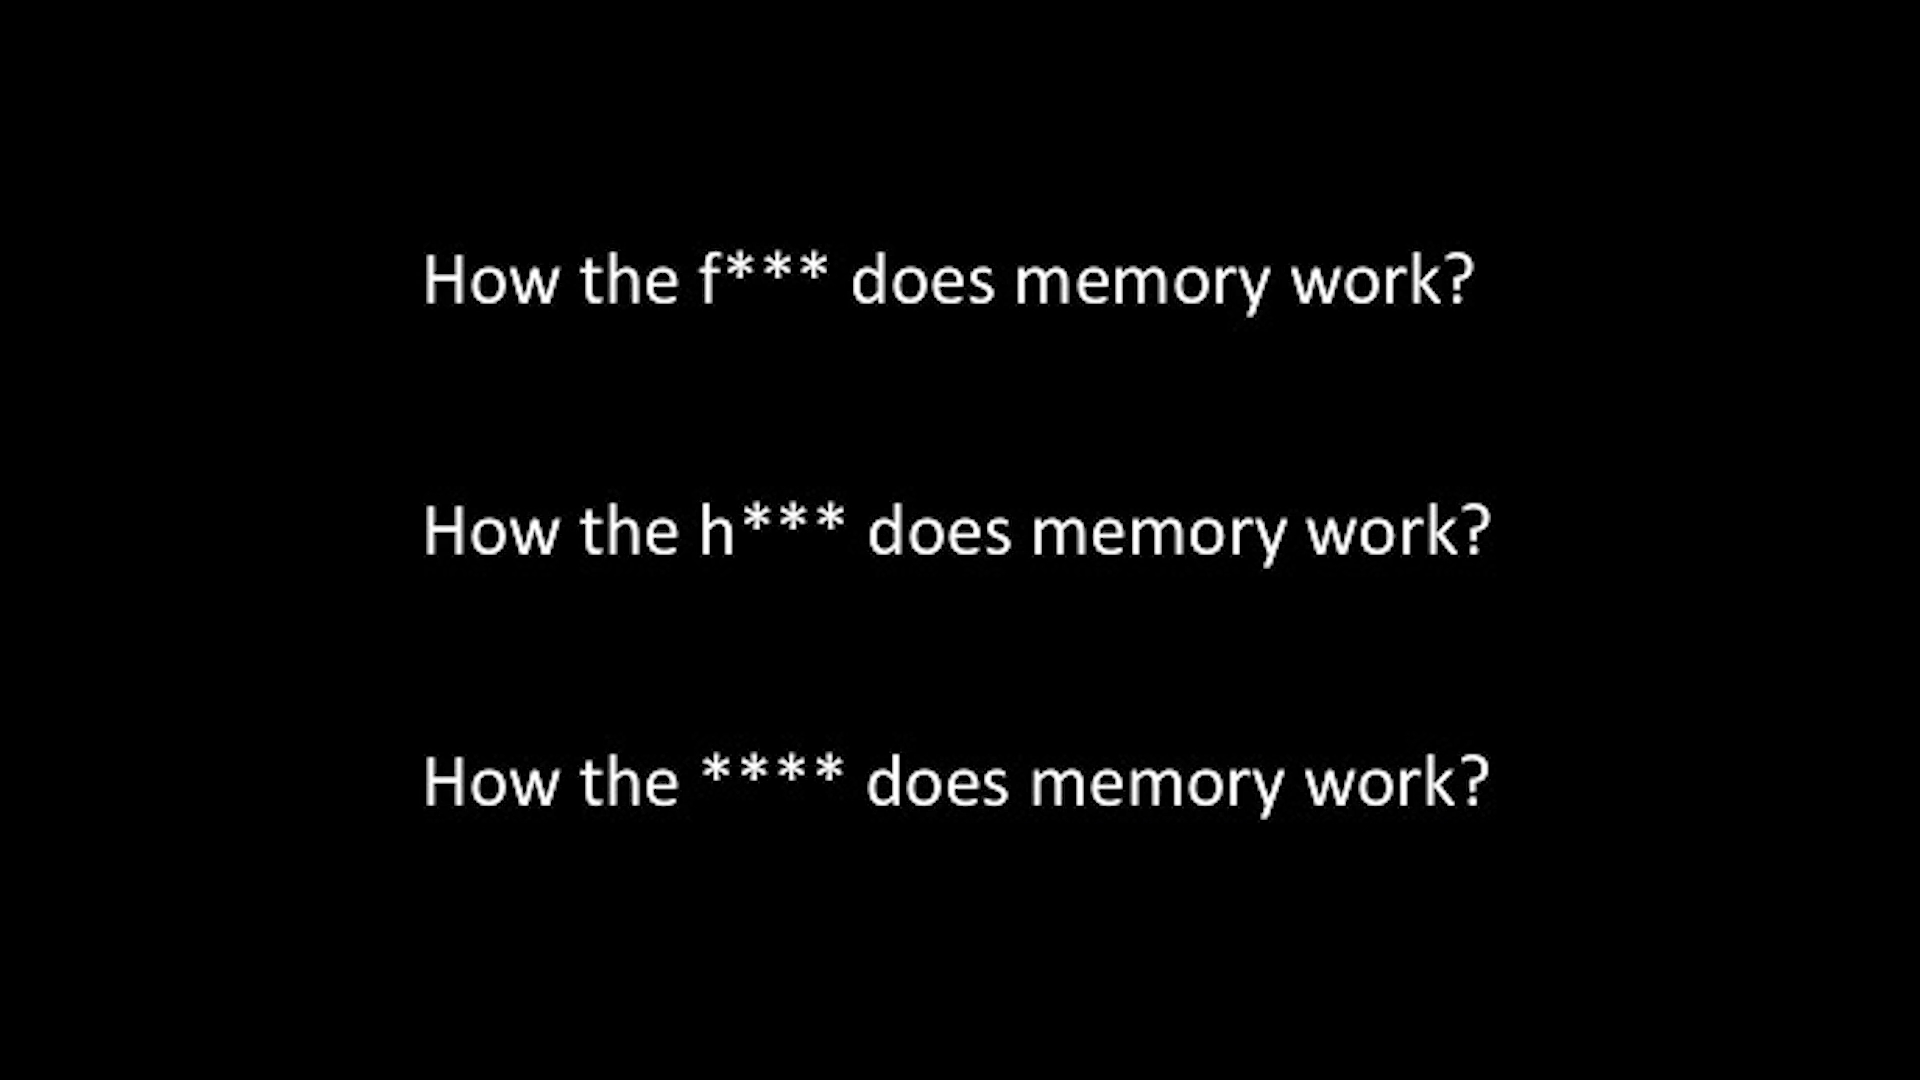 How the f*** does memory work?
How the h*** does memory work?
How the **** does memory work?